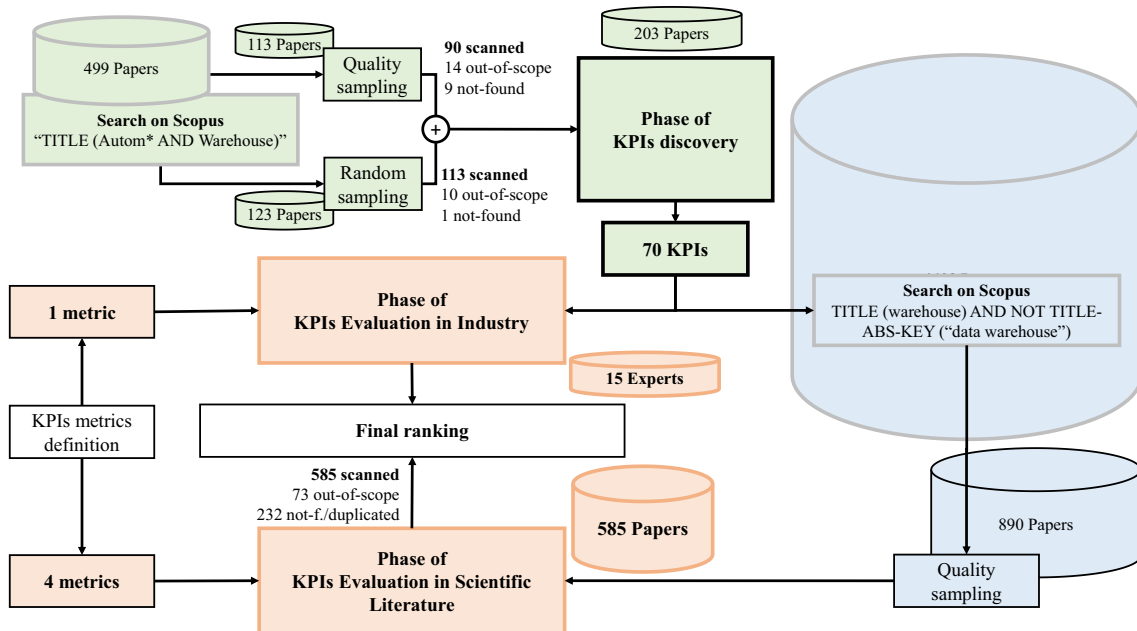 499 Papers
Search on Scopus
“TITLE (Autom* AND Warehouse)”
113 Papers
Quality
sampling
90 scanned
14 out-of-scope
9 not-found
+
Random
sampling
123 Papers
113 scanned
10 out-of-scope
1 not-found
203 Papers
Phase of
KPIs discovery
70 KPIs
Search on Scopus
TITLE (warehouse) AND NOT TITLE-
ABS-KEY (“data warehouse”)
1 metric
Phase of
KPIs Evaluation in Industry
15 Experts
KPIs metrics
definition
Final ranking
585 scanned
73 out-of-scope
232 not-f./duplicated
585 Papers
890 Papers
4 metrics
Phase of
KPIs Evaluation in Scientific
Literature
Quality
sampling